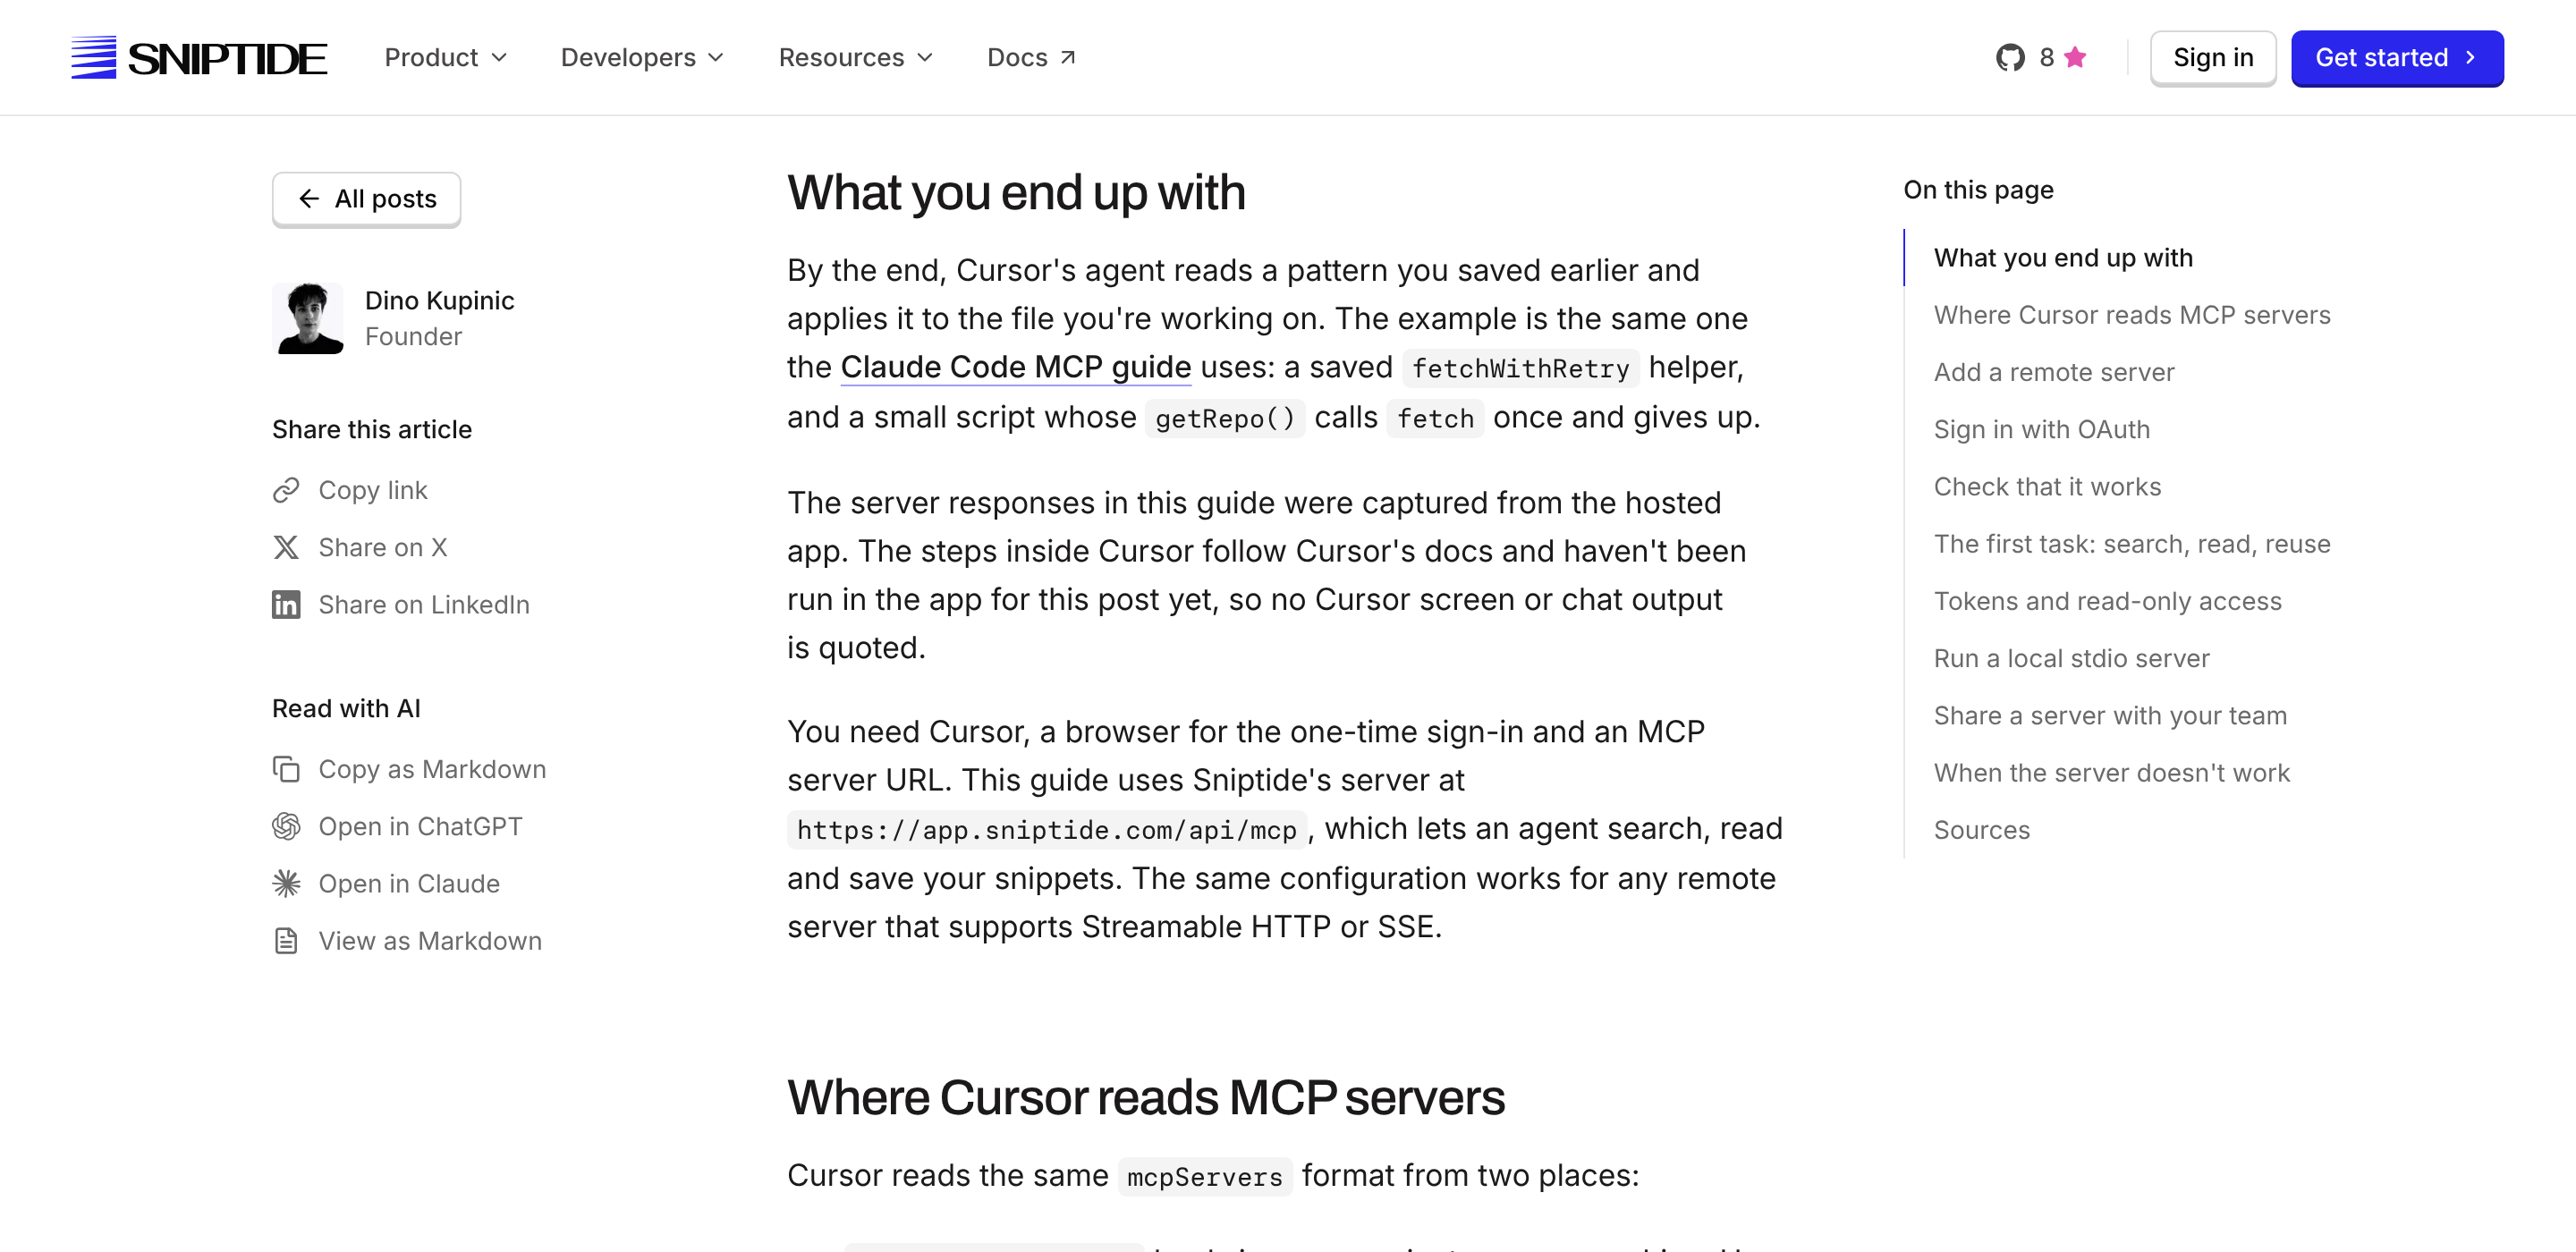 SNIPTIDE
Product
Developers
Resources
Docs
8
Sign in
Get started
All posts
Dino Kupinic
Founder
Share this article
Copy link
Share on X
Share on LinkedIn
Read with AI
Copy as Markdown
Open in ChatGPT
Open in Claude
View as Markdown
What you end up with
By the end, Cursor's agent reads a pattern you saved earlier and
applies it to the file you're working on. The example is the same one
the Claude Code MCP guide uses: a saved fetchWithRetry helper,
and a small script whose getRepo() calls fetch once and gives up.
The server responses in this guide were captured from the hosted
app. The steps inside Cursor follow Cursor's docs and haven't been
run in the app for this post yet, so no Cursor screen or chat output
is quoted.
You need Cursor, a browser for the one-time sign-in and an MCP
server URL. This guide uses Sniptide's server at
https://app.sniptide.com/api/mcp, which lets an agent search, read
and save your snippets. The same configuration works for any remote
server that supports Streamable HTTP or SSE.
Where Cursor reads MCP servers
Cursor reads the same mcpServers format from two places:
On this page
What you end up with
Where Cursor reads MCP servers
Add a remote server
Sign in with OAuth
Check that it works
The first task: search, read, reuse
Tokens and read-only access
Run a local stdio server
Share a server with your team
When the server doesn't work
Sources